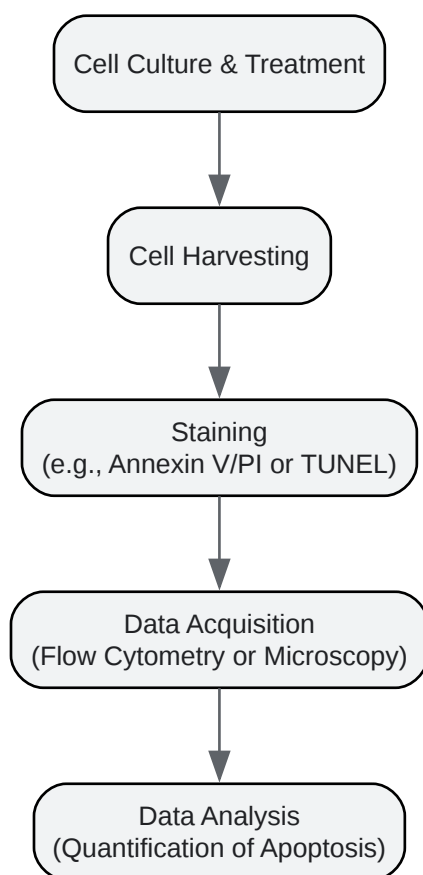 Cell Culture & Treatment
Cell Harvesting
Staining
(e.g., Annexin V/PI or TUNEL)
Data Acquisition
(Flow Cytometry or Microscopy)
Data Analysis
(Quantification of Apoptosis)